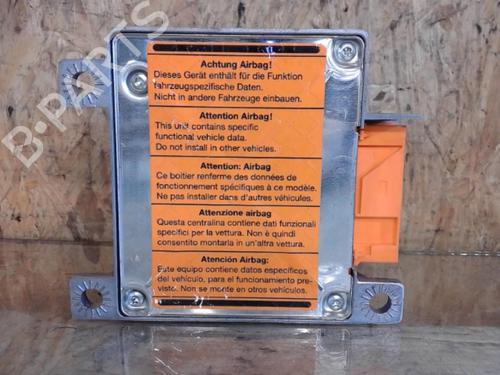 B-PARTS
Achtung Airbag!
Dieses Gerät enthält für die Funktion
fahrzeugspezifische Daten.
Nicht in andere Fahrzeuge einbauen.
Attention Airbag!
This unit contains specific
functional vehicle data.
Do not install in other vehicles.
Attention: Airbag
Ce boitier renferme des données de
fonctionnement spécifiques à ce modèle.
Ne pas installer dans d'autres véhicules.
Attenzione airbag
Questa centralina contiene dati funzionali
specifici per la vettura. Non è quindi
consentito montarla in un'altra vettura.
Atención Airbag:
Este equipo contiene datos específicos
del vehículo, para el funcionamiento pre-
visto. Non se monte en otros vehículos.